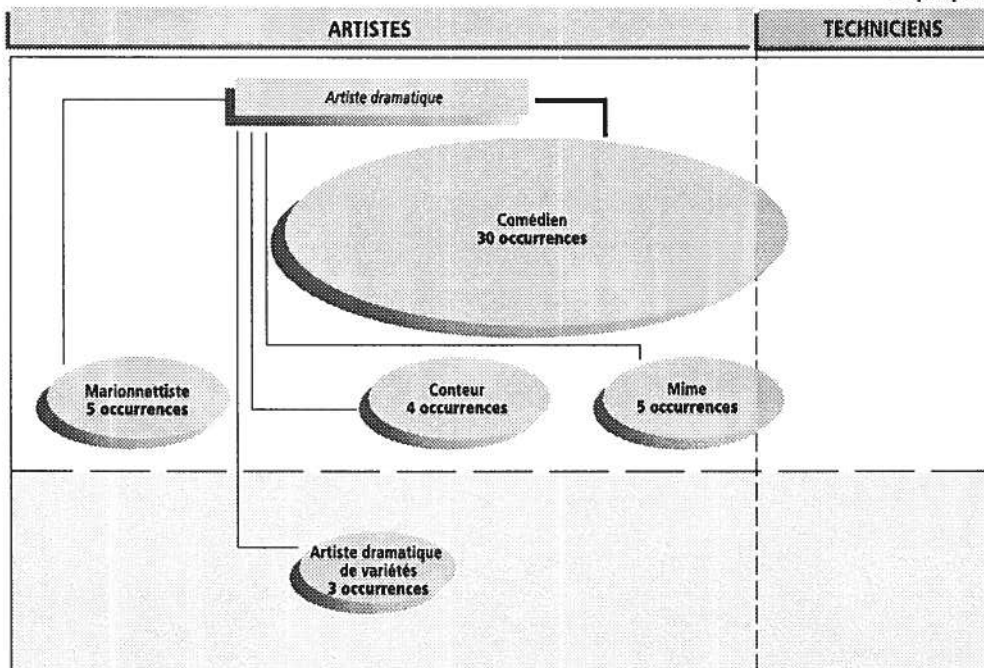 ARTISTES
TECHNICIENS
Artiste dramatique
Comédien
30 occurrences
Marionnettiste
5 occurrences
Conteur
4 occurrences
Mime
5 occurrences
Artiste dramatique
de variétés
3 occurrences